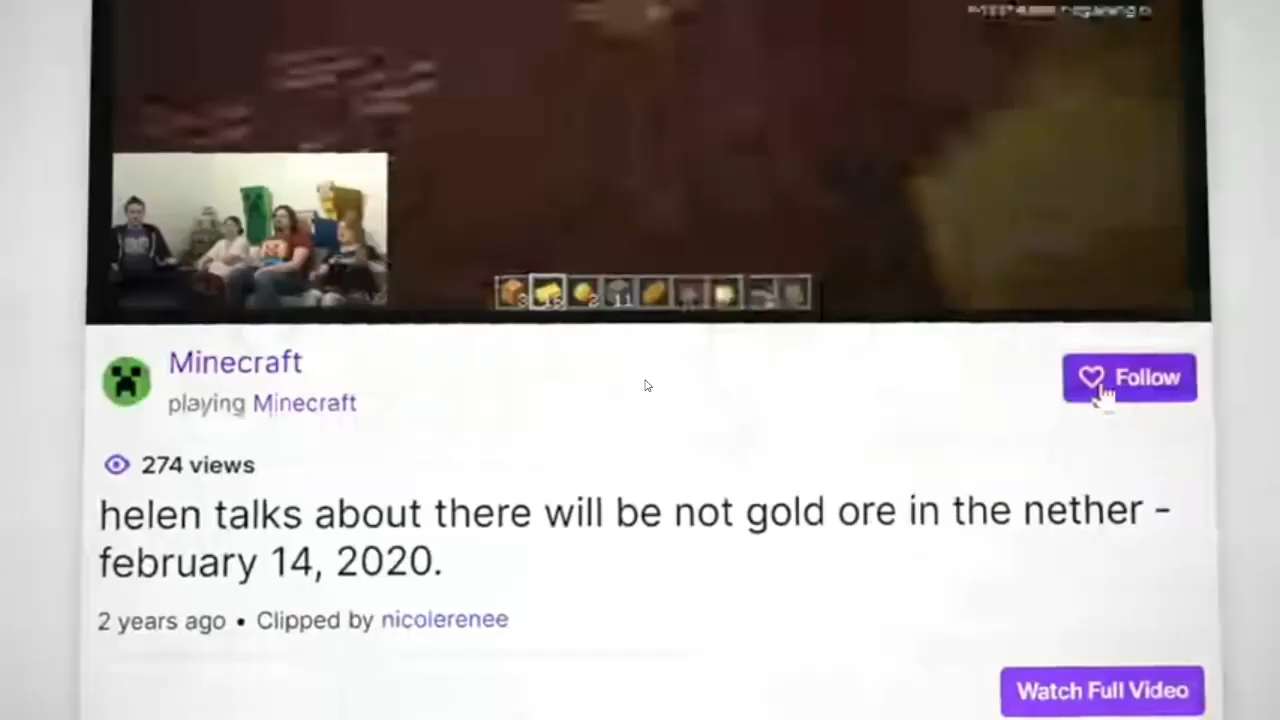 Minecraft
Follow
playing Minecraft
274 views
helen talks about there will be not gold ore in the nether -
february 14, 2020.
2 years ago • Clipped by nicolerenee
Watch Full Video